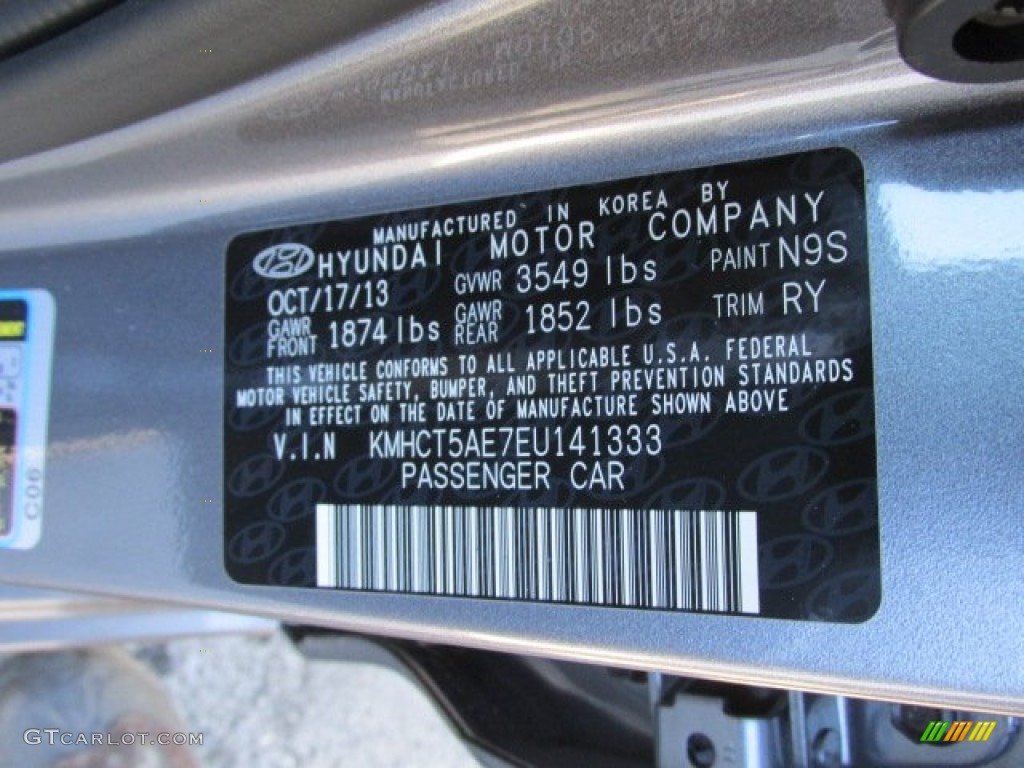 MANUFACTURED IN KOREA BY
HYUNDAI MOTOR COMPANY
OCT/17/13 GVWR 3549 lbs PAINT N9S
GAWR FRONT 1874 lbs GAWR REAR 1852 lbs TRIM RY
THIS VEHICLE CONFORMS TO ALL APPLICABLE U.S.A. FEDERAL
MOTOR VEHICLE SAFETY, BUMPER, AND THEFT PREVENTION STANDARDS
IN EFFECT ON THE DATE OF MANUFACTURE SHOWN ABOVE
V.I.N KMHCT5AE7EU141333
PASSENGER CAR
C06
GTCARLOT.COM